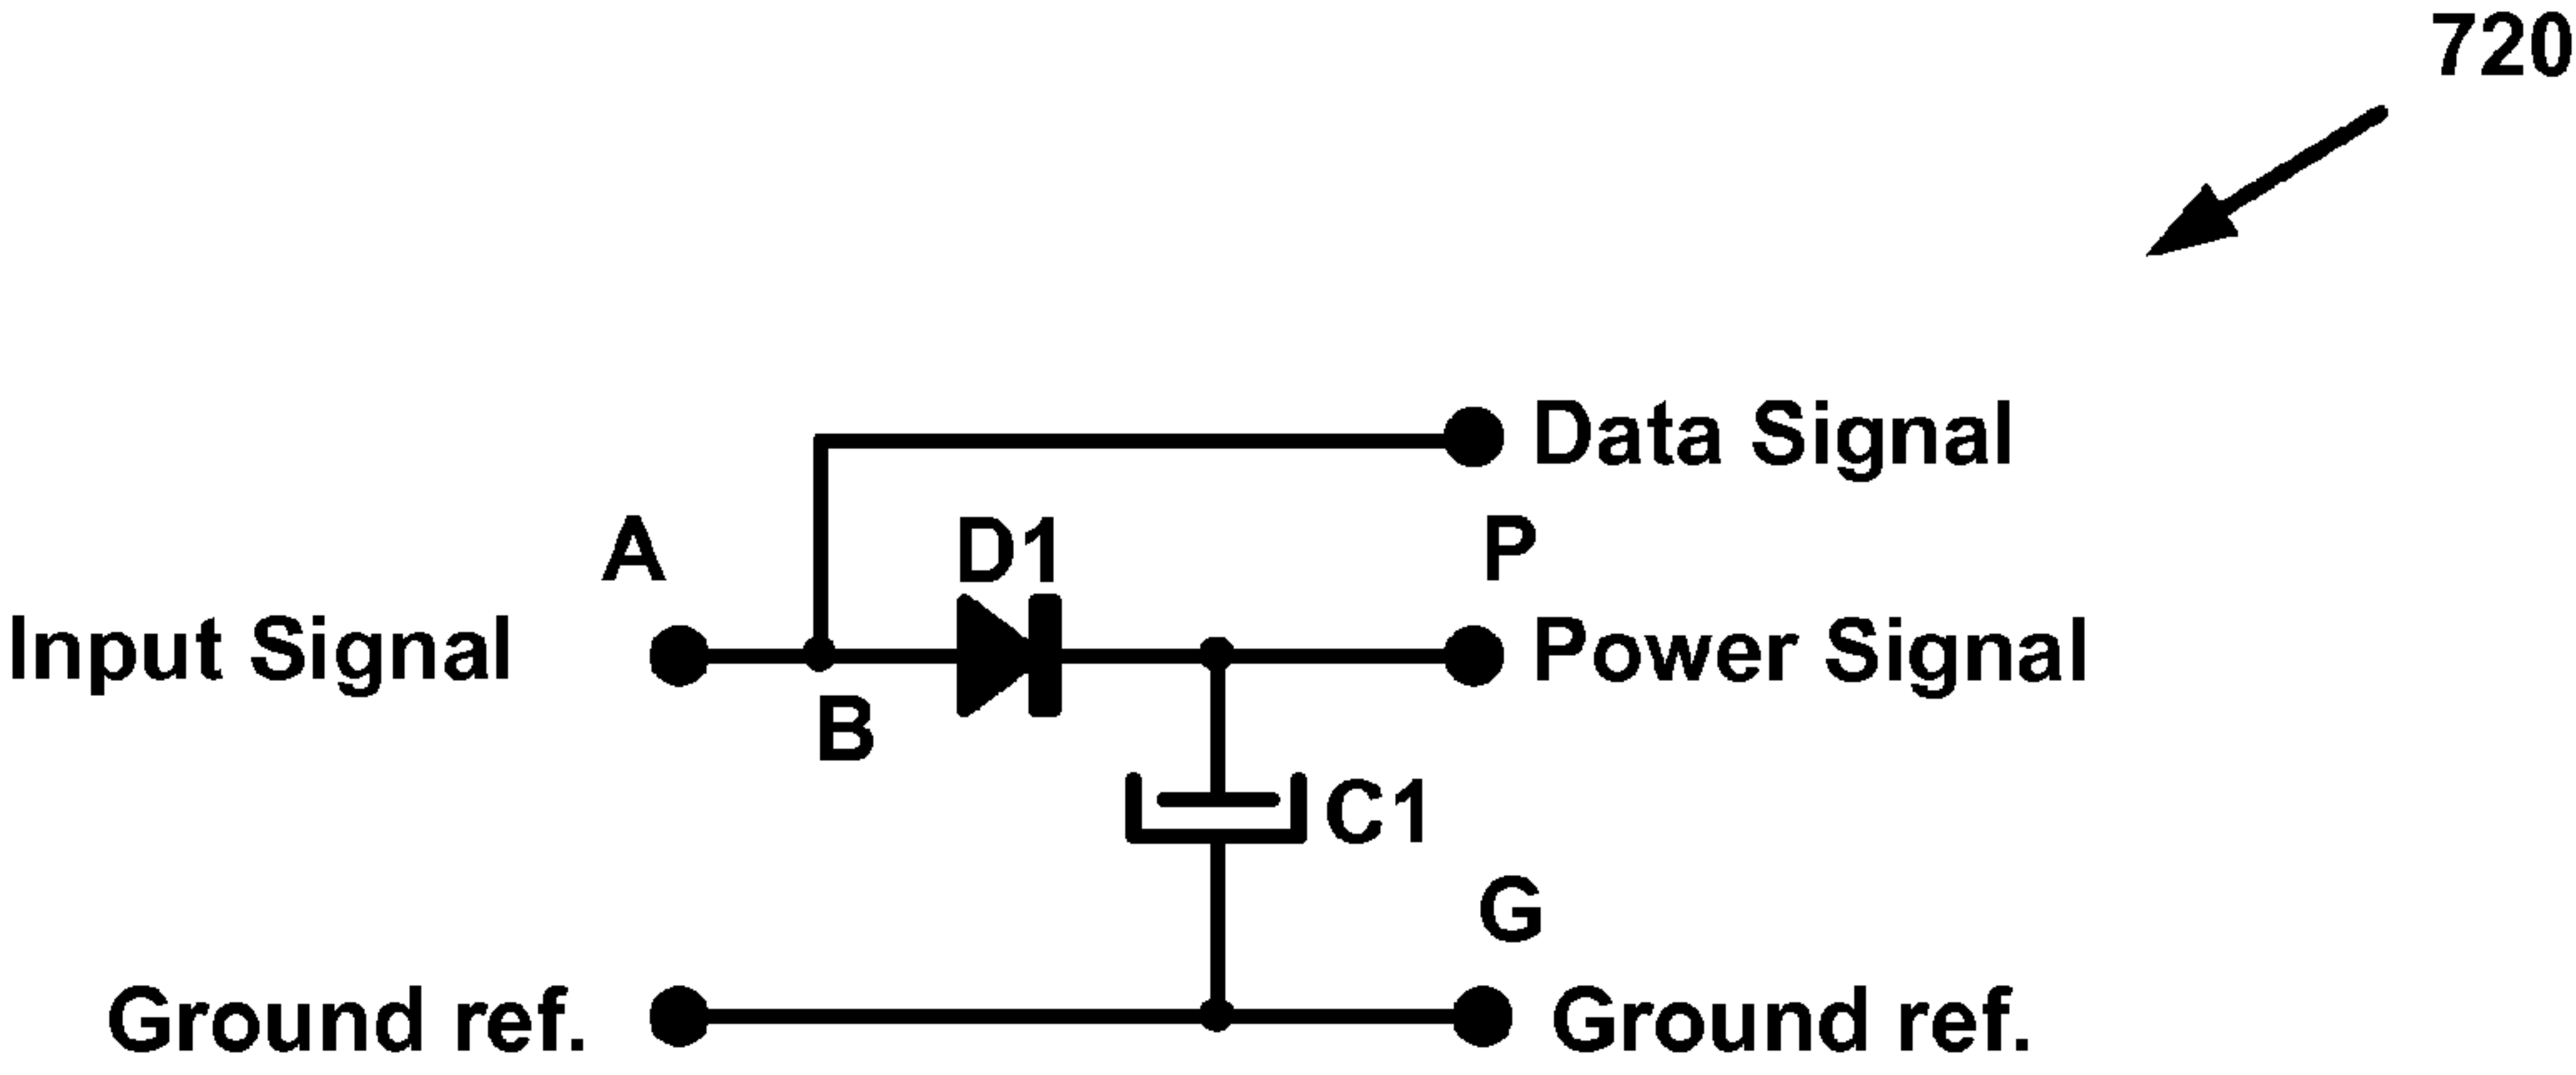 720
Data Signal
A
D1
P
Input Signal
Power Signal
B
C1
G
Ground ref.
Ground ref.